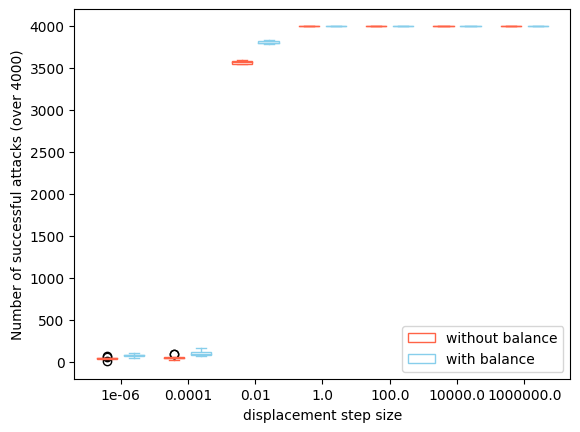 Number of successful attacks (over 4000)
4000
3500
3000
2500
2000
1500
1000
500
0
1e-06 0.0001 0.01 1.0 100.0 10000.0 1000000.0
displacement step size
without balance
with balance